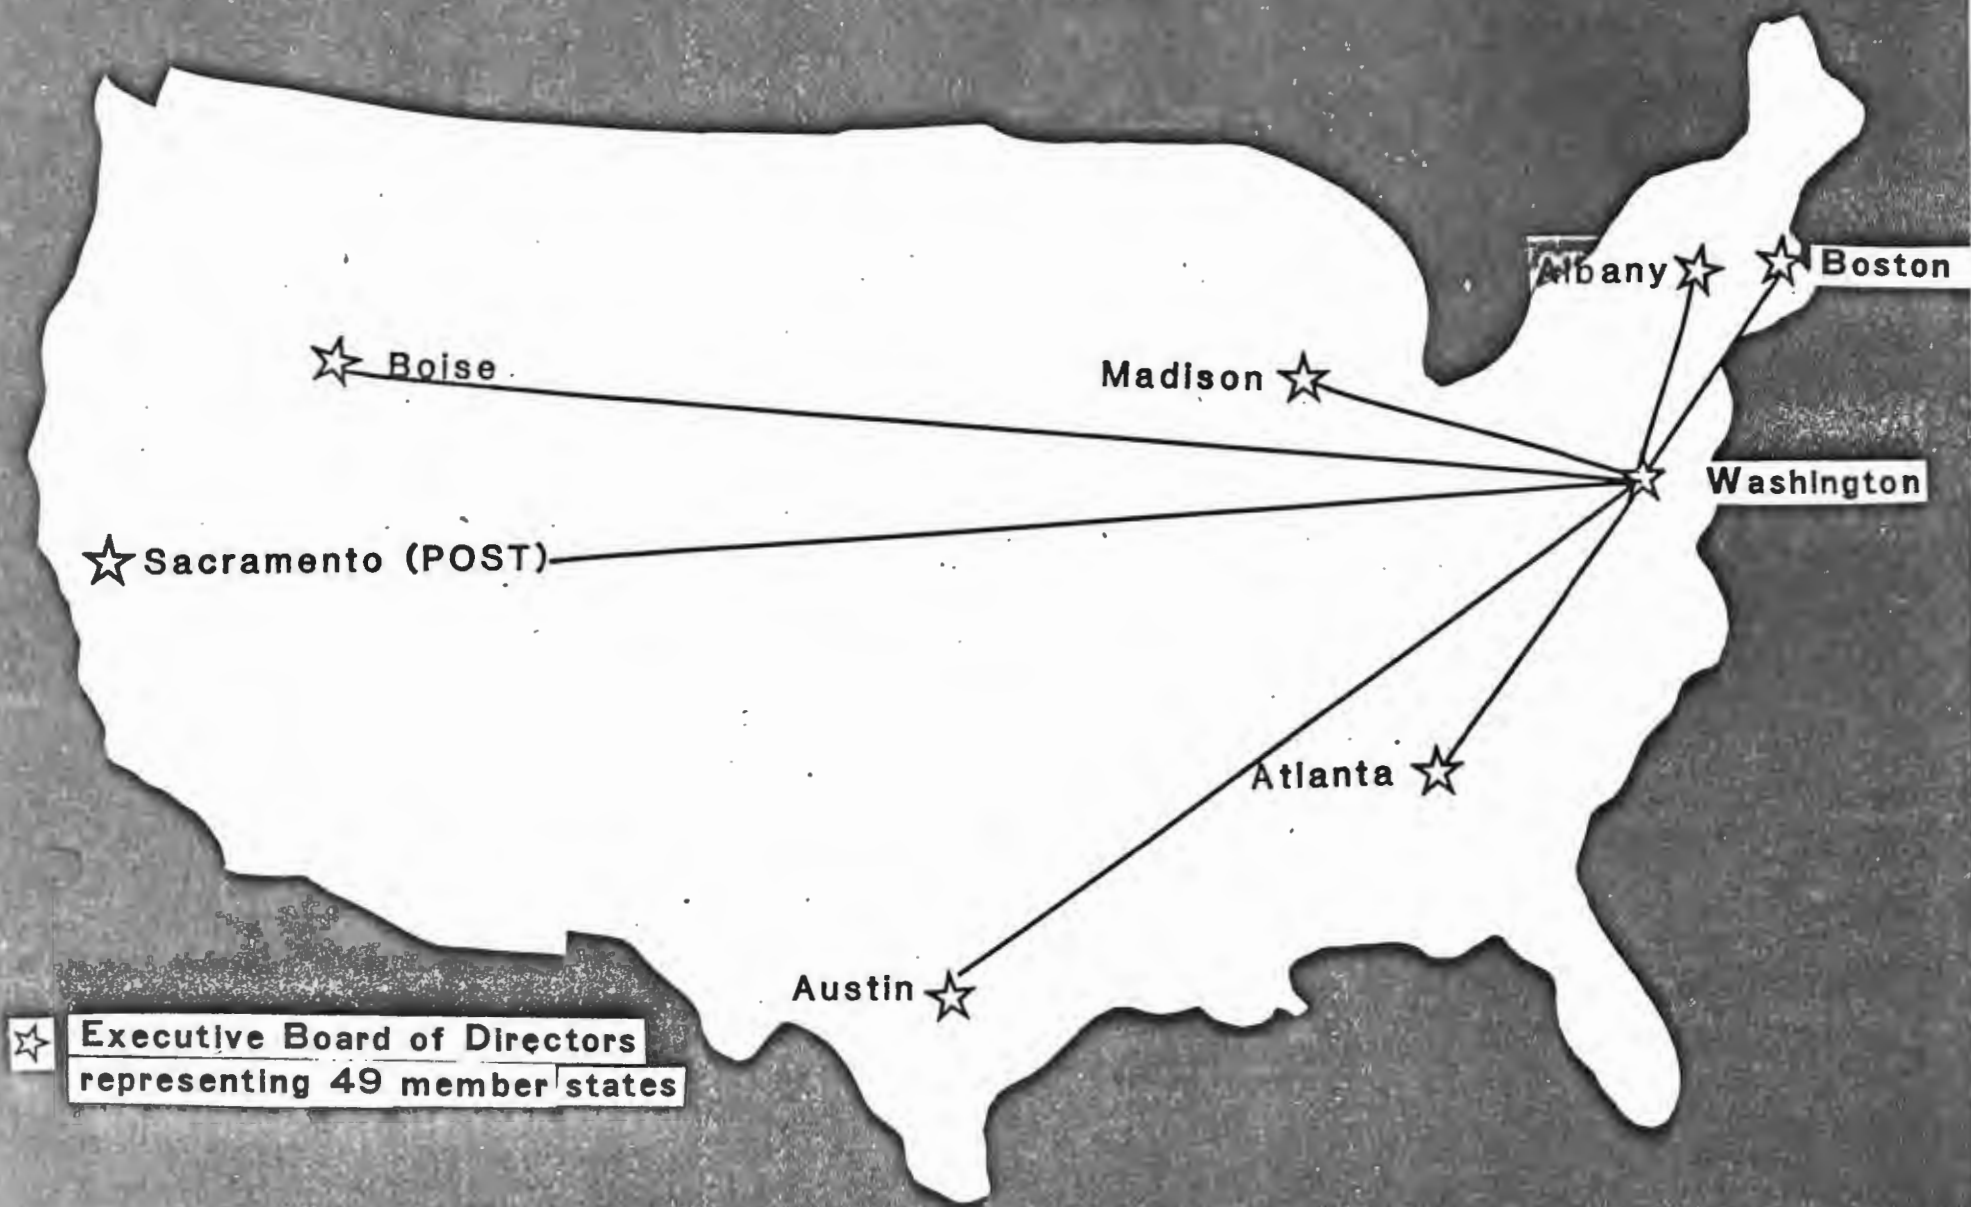 Albany
Boston
Boise
Madison
Washington
Sacramento (POST)
Atlanta
Austin
Executive Board of Directors
representing 49 member states